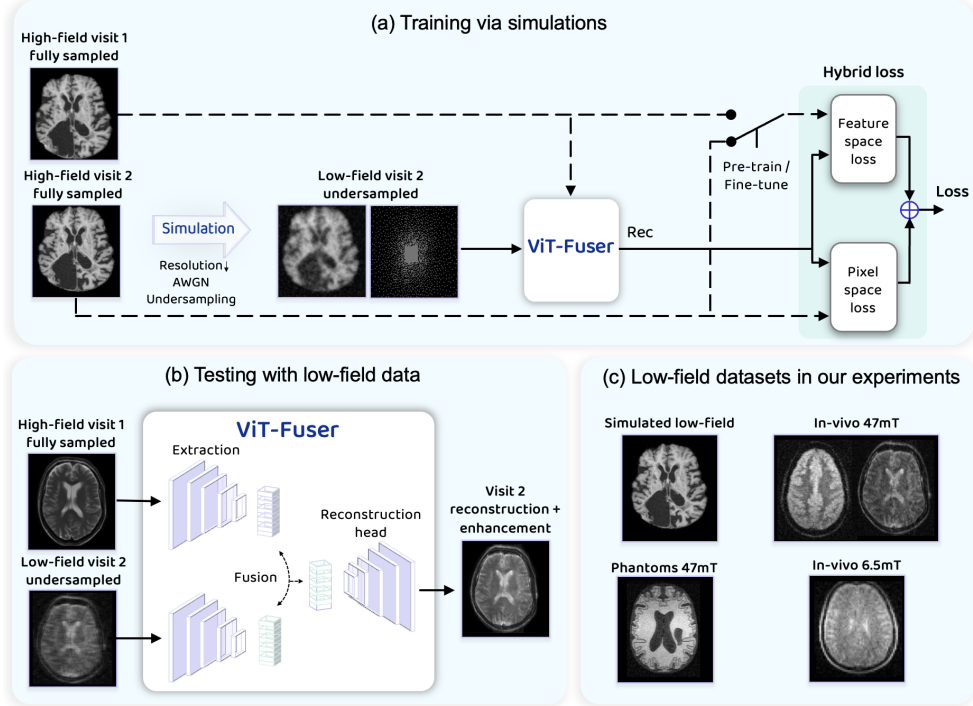 (a) Training via simulations
High-field visit 1
fully sampled
High-field visit 2
fully sampled
Simulation
Resolution↓
AWGN
Undersampling
Low-field visit 2
undersampled
ViT-Fuser
Rec
Pre-train /
Fine-tune
Hybrid loss
Feature
space
loss
Pixel
space
loss
Loss
(b) Testing with low-field data
High-field visit 1
fully sampled
Low-field visit 2
undersampled
ViT-Fuser
Extraction
Fusion
Reconstruction
head
Visit 2
reconstruction +
enhancement
(c) Low-field datasets in our experiments
Simulated low-field
In-vivo 47mT
Phantoms 47mT
In-vivo 6.5mT